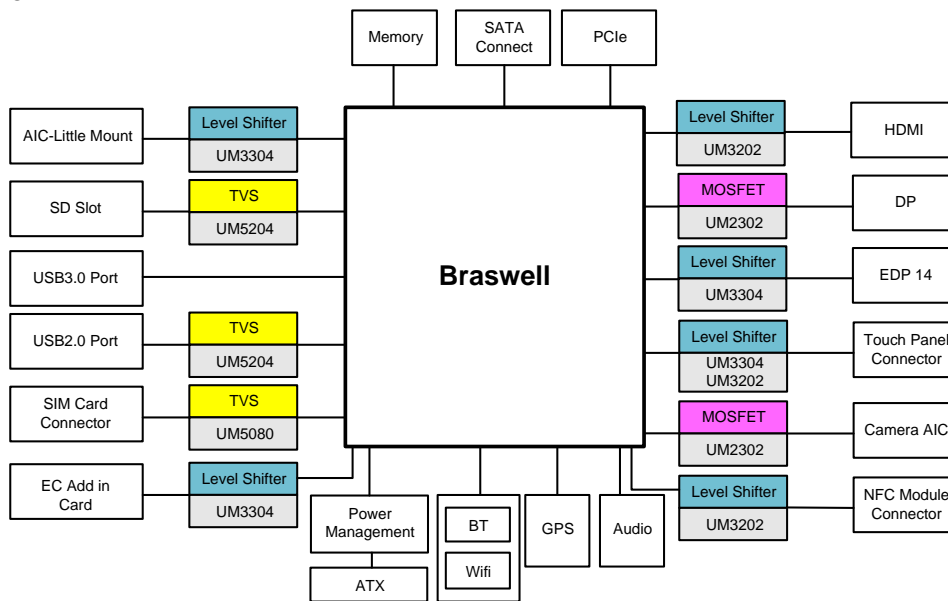 Memory
SATA
Connect
PCIe
AIC-Little Mount
Level Shifter
UM3304
SD Slot
TVS
UM5204
USB3.0 Port
USB2.0 Port
TVS
UM5204
SIM Card
Connector
TVS
UM5080
EC Add in
Card
Level Shifter
UM3304
Braswell
Level Shifter
UM3202
HDMI
MOSFET
UM2302
DP
Level Shifter
UM3304
EDP 14
Level Shifter
UM3304
UM3202
Touch Panel
Connector
MOSFET
UM2302
Camera AIC
Level Shifter
UM3202
NFC Module
Connector
Power
Management
ATX
BT
Wifi
GPS
Audio